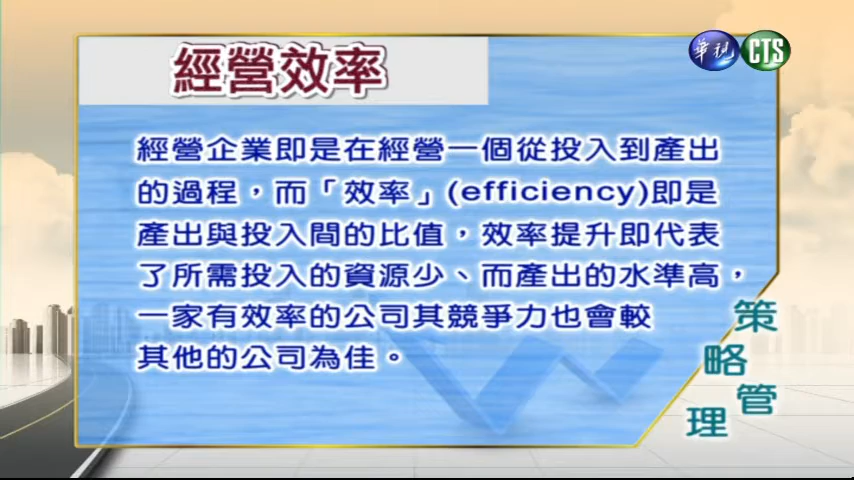 華視 CTS
經營效率
經營企業即是在經營一個從投入到產出
的過程，而「效率」(efficiency)即是
產出與投入間的比值，效率提升即代表
了所需投入的資源少、而產出的水準高，
一家有效率的公司其競爭力也會較
其他的公司為佳。
策略管理